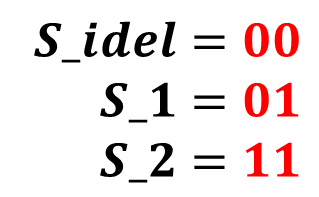 S_idel = 00
S_1 = 01
S_2 = 11